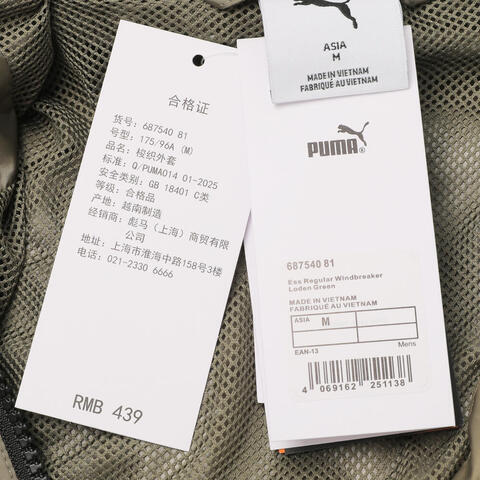 合格证
货号: 687540 81
号型: 175/96A (M)
品名: 梭织外套
标准: Q/PUMA014 01-2025
安全类别: GB 18401 C类
等级: 合格品
产地: 越南制造
经销商: 彪马(上海)商贸有限
公司
地址: 上海市淮海中路158号3楼
电话: 021-2330 6666
RMB 439
PUMA
ASIA
M
MADE IN VIETNAM
FABRIQUÉ AU VIETNAM
PUMA
687540 81
Ess Regular Windbreaker
Loden Green
MADE IN VIETNAM
FABRIQUÉ AU VIETNAM
ASIA M
Mens
EAN-13
4 069162 251138